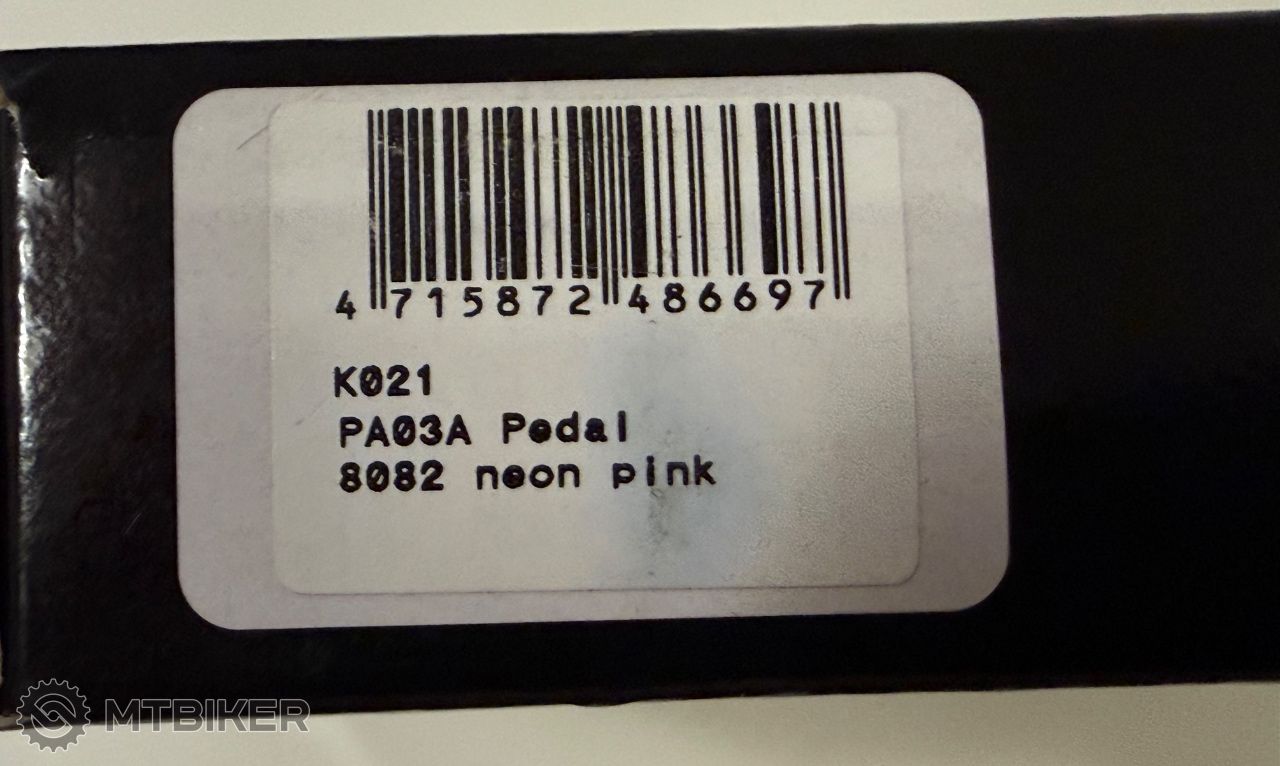 4 715872 486697
K021
PA03A Pedal
8082 neon pink
MTBIKER